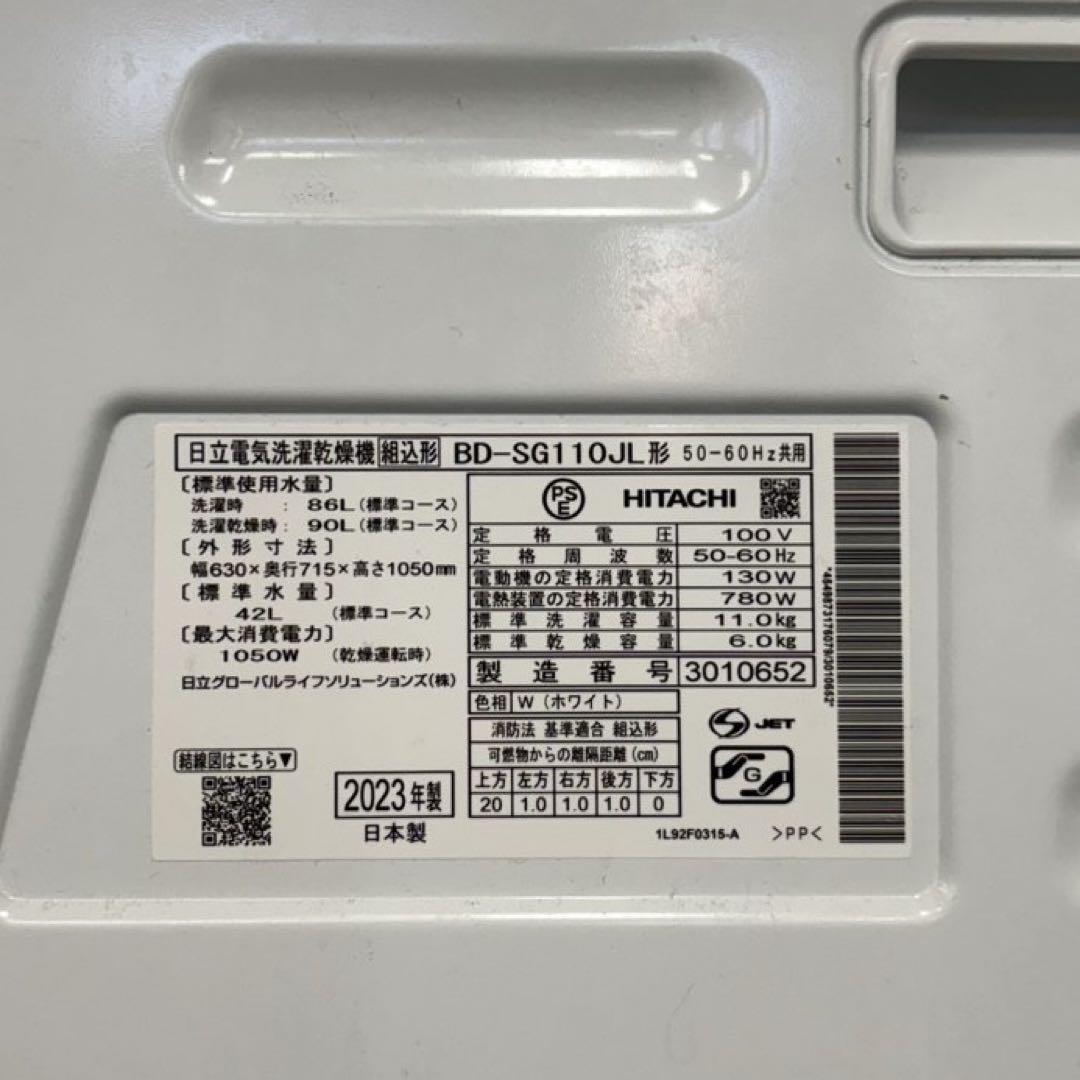 日立電気洗濯乾燥機 組込形 BD-SG110JL形 50-60Hz共用
〔標準使用水量〕
洗濯時 : 86L(標準コース)
洗濯乾燥時: 90L(標準コース)
〔外形寸法〕
幅630×奥行715×高さ1050mm
〔標準水量〕
42L (標準コース)
〔最大消費電力〕
1050W (乾燥運転時)
日立グローバルライフソリューションズ(株)
結線図はこちら▼
2023年製
日本製
PSE HITACHI
定格電圧 100V
定格周波数 50-60Hz
電動機の定格消費電力 130W
電熱装置の定格消費電力 780W
標準洗濯容量 11.0kg
標準乾燥容量 6.0kg
製造番号 3010652
色相 W(ホワイト)
消防法 基準適合 組込形
可燃物からの離隔距離(cm)
上方 左方 右方 後方 下方
20 1.0 1.0 1.0 0
S JET
G
1L92F0315-A >PP<
*4549873176079/3010652*